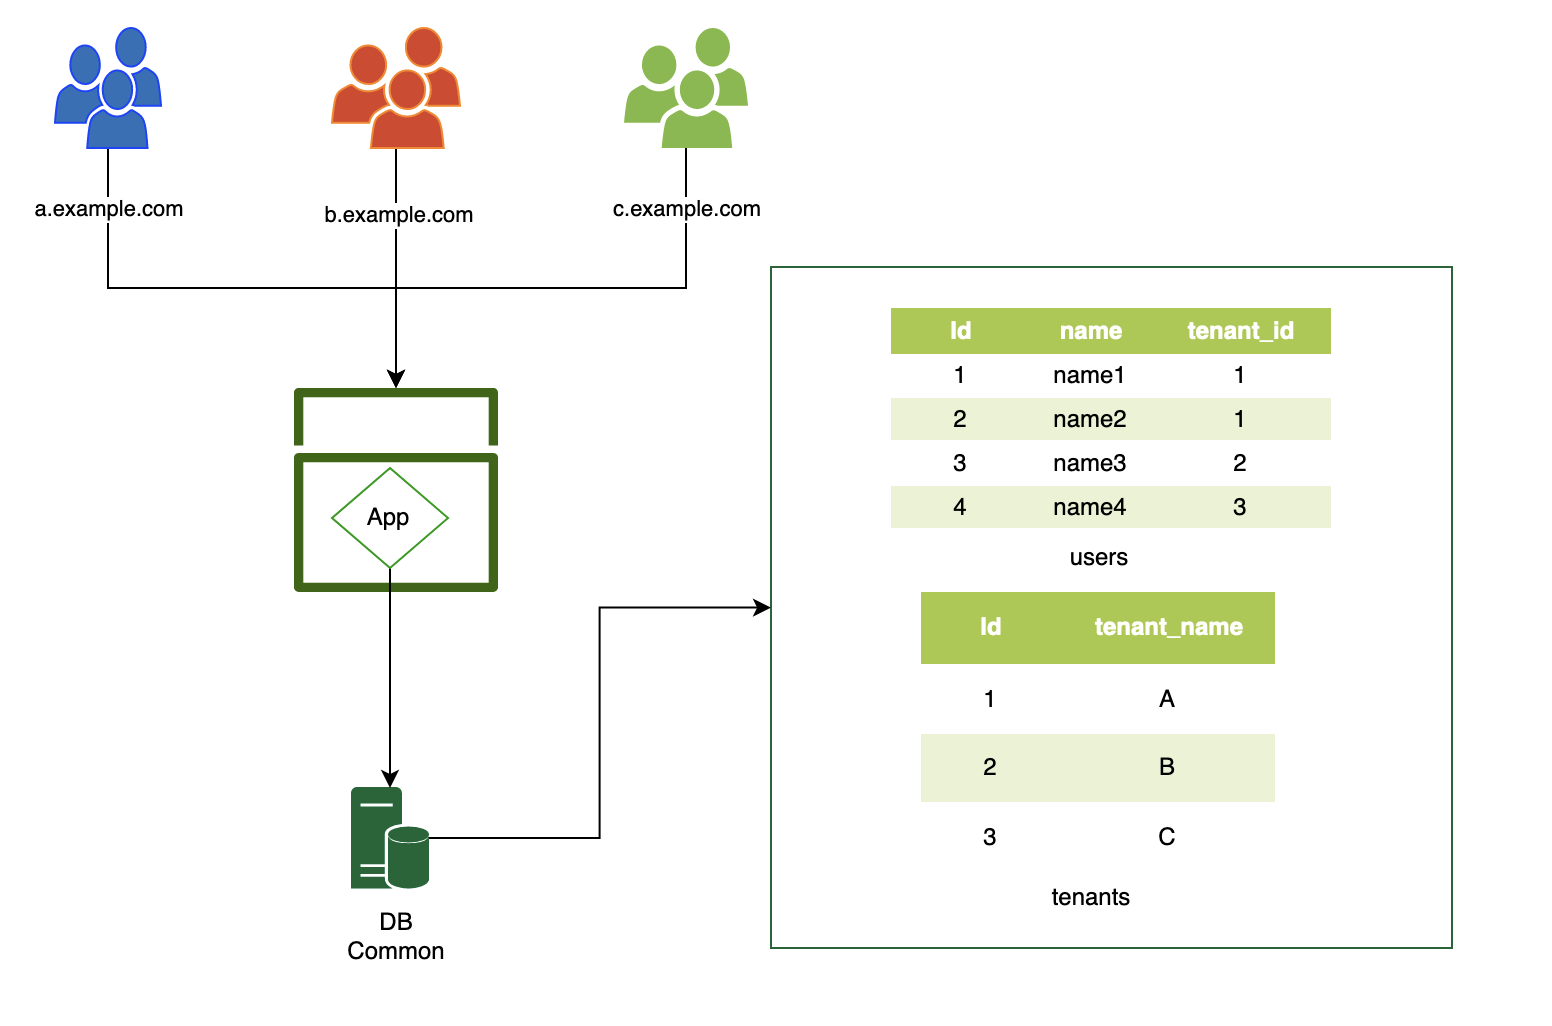 a.example.com
b.example.com
c.example.com
App
DB
Common
Id name tenant_id
1 name1 1
2 name2 1
3 name3 2
4 name4 3
users
Id tenant_name
1 A
2 B
3 C
tenants